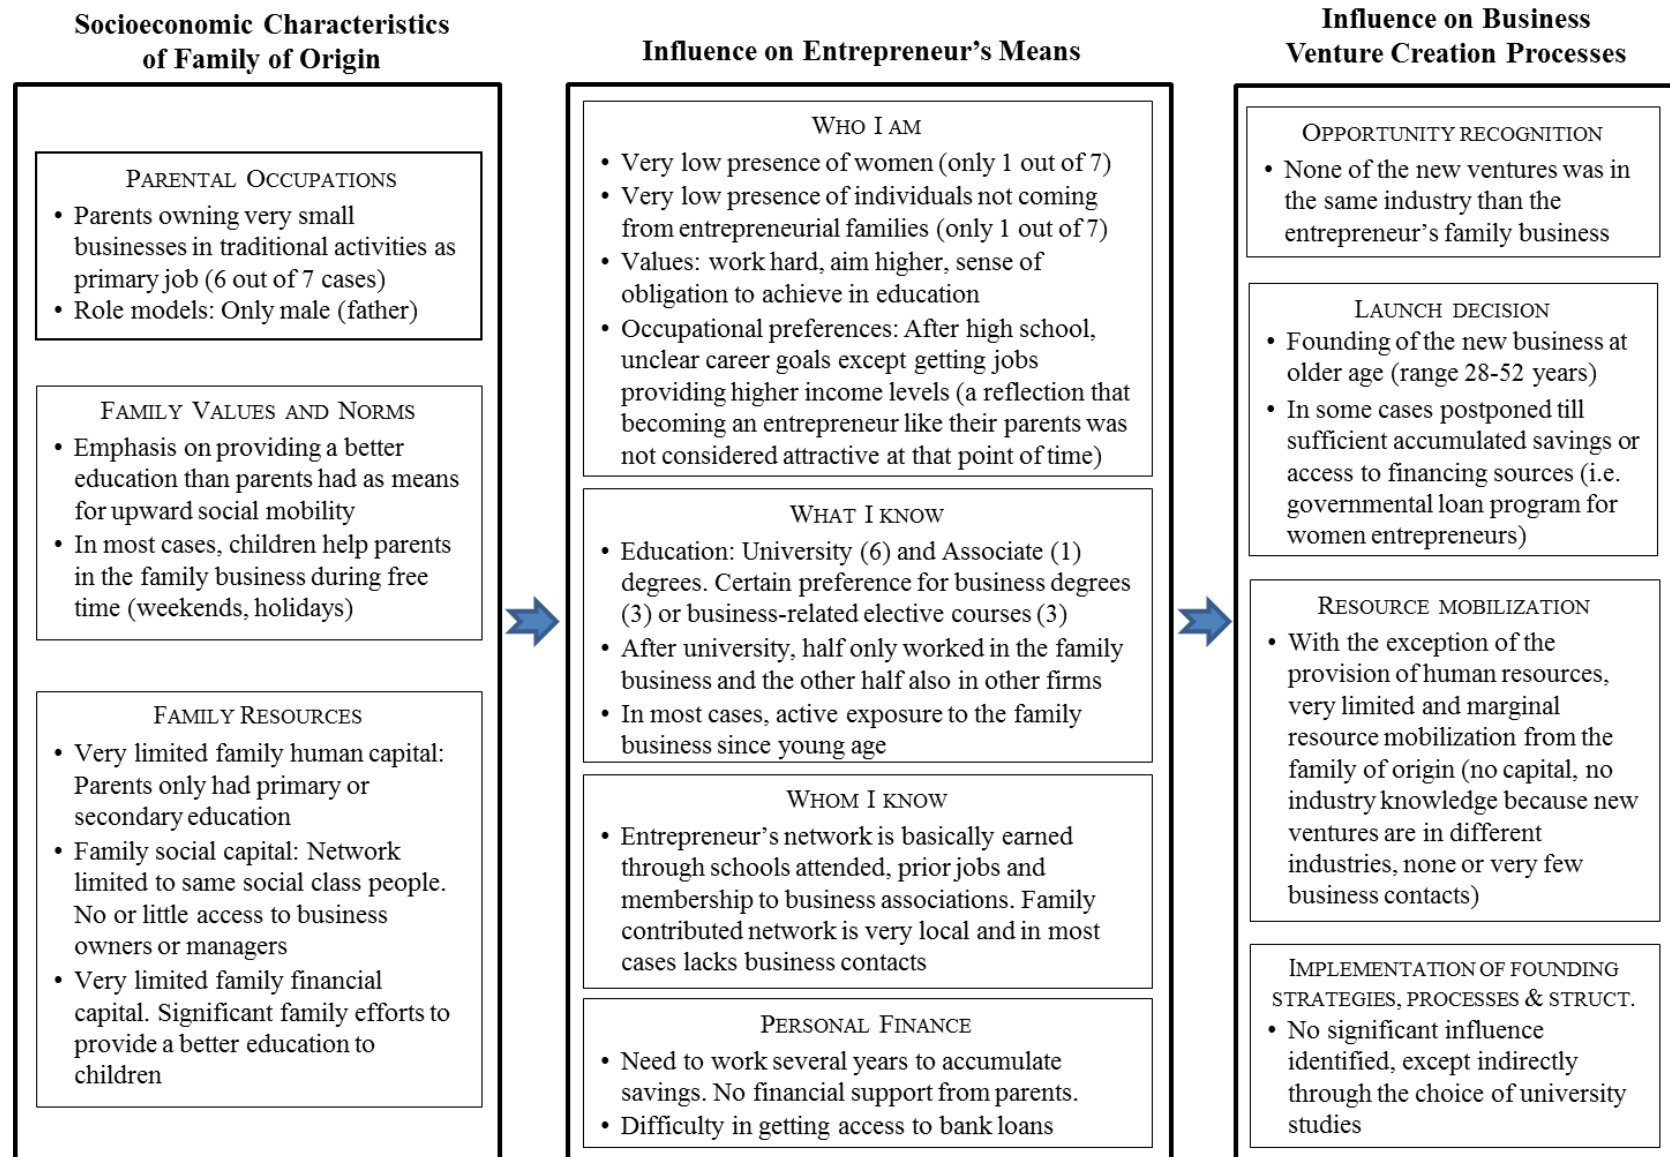 Socioeconomic Characteristics
of Family of Origin
PARENTAL OCCUPATIONS
• Parents owning very small
businesses in traditional activities as
primary job (6 out of 7 cases)
• Role models: Only male (father)
FAMILY VALUES AND NORMS
• Emphasis on providing a better
education than parents had as means
for upward social mobility
• In most cases, children help parents
in the family business during free
time (weekends, holidays)
FAMILY RESOURCES
• Very limited family human capital:
Parents only had primary or
secondary education
• Family social capital: Network
limited to same social class people.
No or little access to business
owners or managers
• Very limited family financial
capital. Significant family efforts to
provide a better education to
children
Influence on Entrepreneur's Means
WHO I AM
• Very low presence of women (only 1 out of 7)
• Very low presence of individuals not coming
from entrepreneurial families (only 1 out of 7)
• Values: work hard, aim higher, sense of
obligation to achieve in education
• Occupational preferences: After high school,
unclear career goals except getting jobs
providing higher income levels (a reflection that
becoming an entrepreneur like their parents was
not considered attractive at that point of time)
WHAT I KNOW
• Education: University (6) and Associate (1)
degrees. Certain preference for business degrees
(3) or business-related elective courses (3)
• After university, half only worked in the family
business and the other half also in other firms
• In most cases, active exposure to the family
business since young age
WHOM I KNOW
• Entrepreneur's network is basically earned
through schools attended, prior jobs and
membership to business associations. Family
contributed network is very local and in most
cases lacks business contacts
PERSONAL FINANCE
• Need to work several years to accumulate
savings. No financial support from parents.
• Difficulty in getting access to bank loans
Influence on Business
Venture Creation Processes
OPPORTUNITY RECOGNITION
• None of the new ventures was in
the same industry than the
entrepreneur's family business
LAUNCH DECISION
• Founding of the new business at
older age (range 28-52 years)
• In some cases postponed till
sufficient accumulated savings or
access to financing sources (i.e.
governmental loan program for
women entrepreneurs)
RESOURCE MOBILIZATION
• With the exception of the
provision of human resources,
very limited and marginal
resource mobilization from the
family of origin (no capital, no
industry knowledge because new
ventures are in different
industries, none or very few
business contacts)
IMPLEMENTATION OF FOUNDING
STRATEGIES, PROCESSES & STRUCT.
• No significant influence
identified, except indirectly
through the choice of university
studies